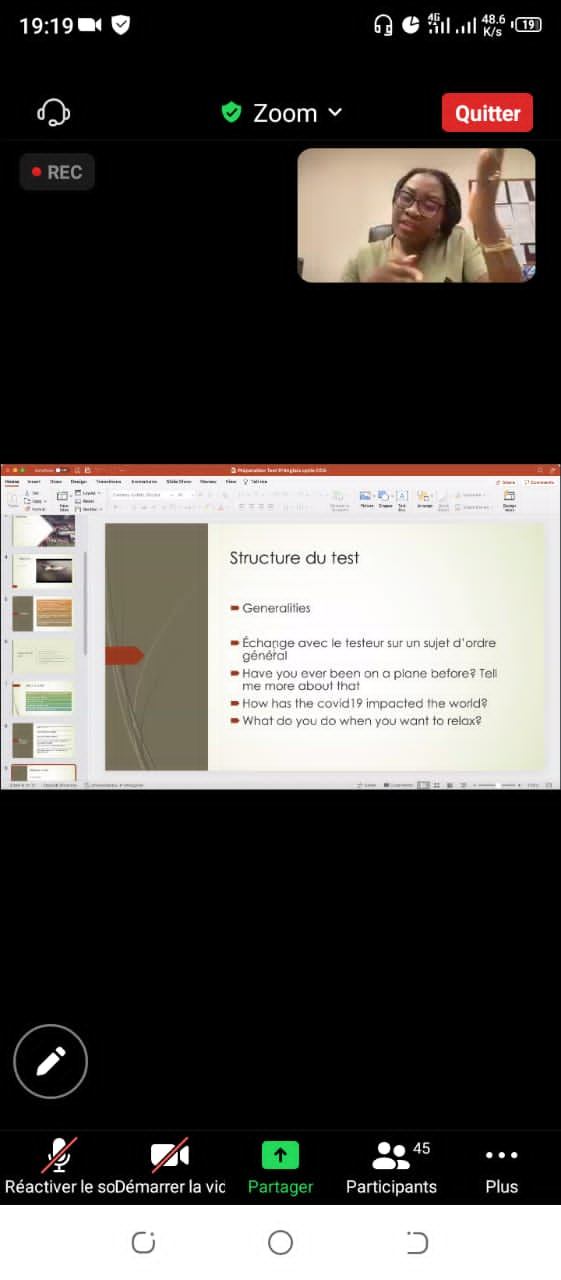 19:19
4G
48.6
K/s
19
Zoom
Quitter
REC
Préparation Test d'Anglais cycle
Home Insert Draw Design Transitions Animations Slide Show Review View Tell me
Share Comments
Structure du test
Generalities
Échange avec le testeur sur un sujet d'ordre
général
Have you ever been on a plane before? Tell
me more about that
How has the covid19 impacted the world?
What do you do when you want to relax?
45
Réactiver le so
Démarrer la vid
Partager
Participants
Plus